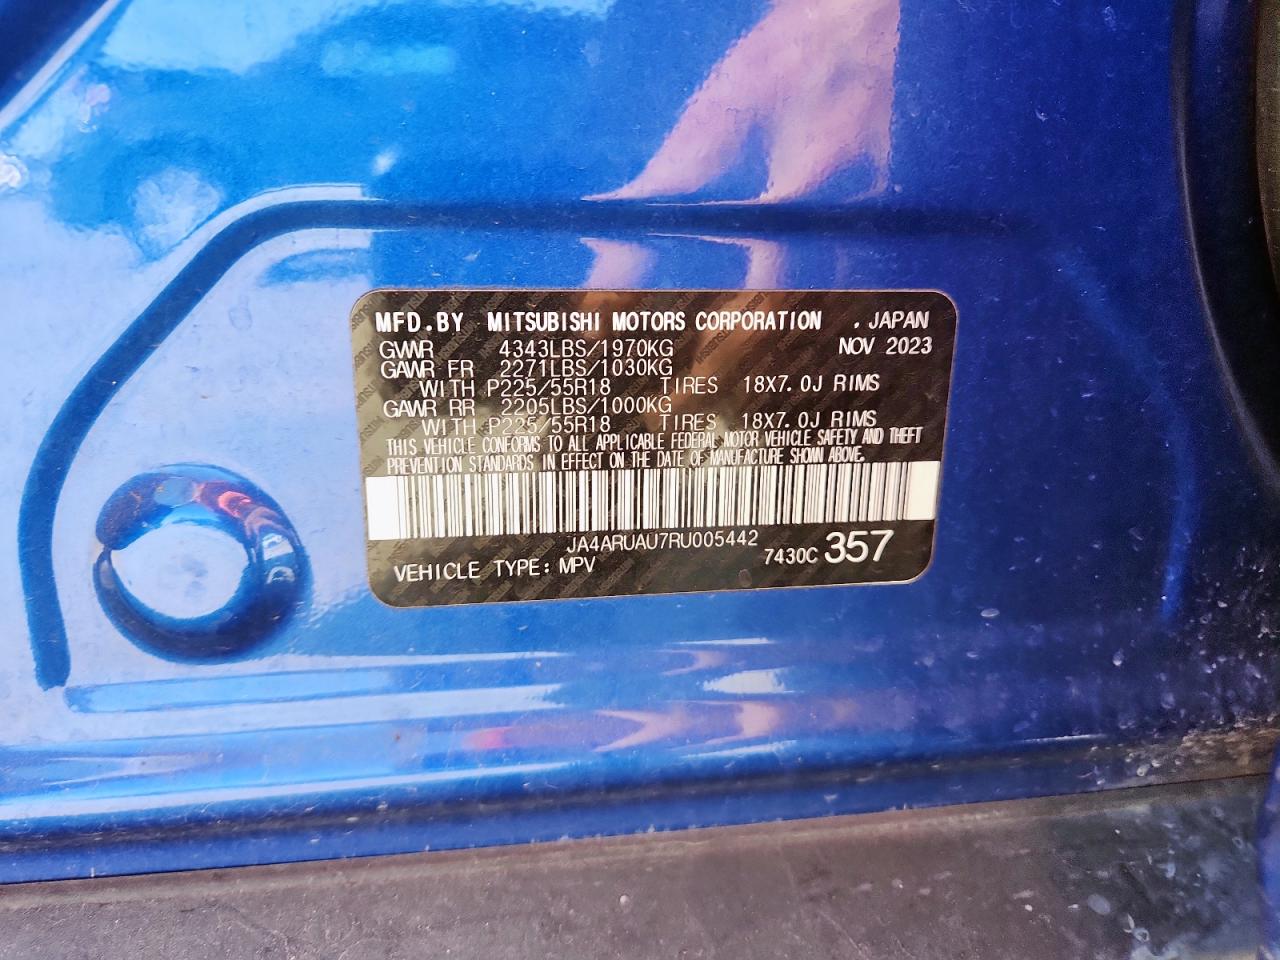 MFD.BY MITSUBISHI MOTORS CORPORATION . JAPAN
GWR 4343LBS/1970KG NOV 2023
GAWR FR 2271LBS/1030KG
WITH P225/55R18 TIRES 18X7.0J RIMS
GAWR RR 2205LBS/1000KG
WITH P225/55R18 TIRES 18X7.0J RIMS
THIS VEHICLE CONFORMS TO ALL APPLICABLE FEDERAL MOTOR VEHICLE SAFETY AND THEFT
PREVENTION STANDARDS IN EFFECT ON THE DATE OF MANUFACTURE SHOWN ABOVE.
JA4ARUAU7RU005442
VEHICLE TYPE: MPV 7430C 357